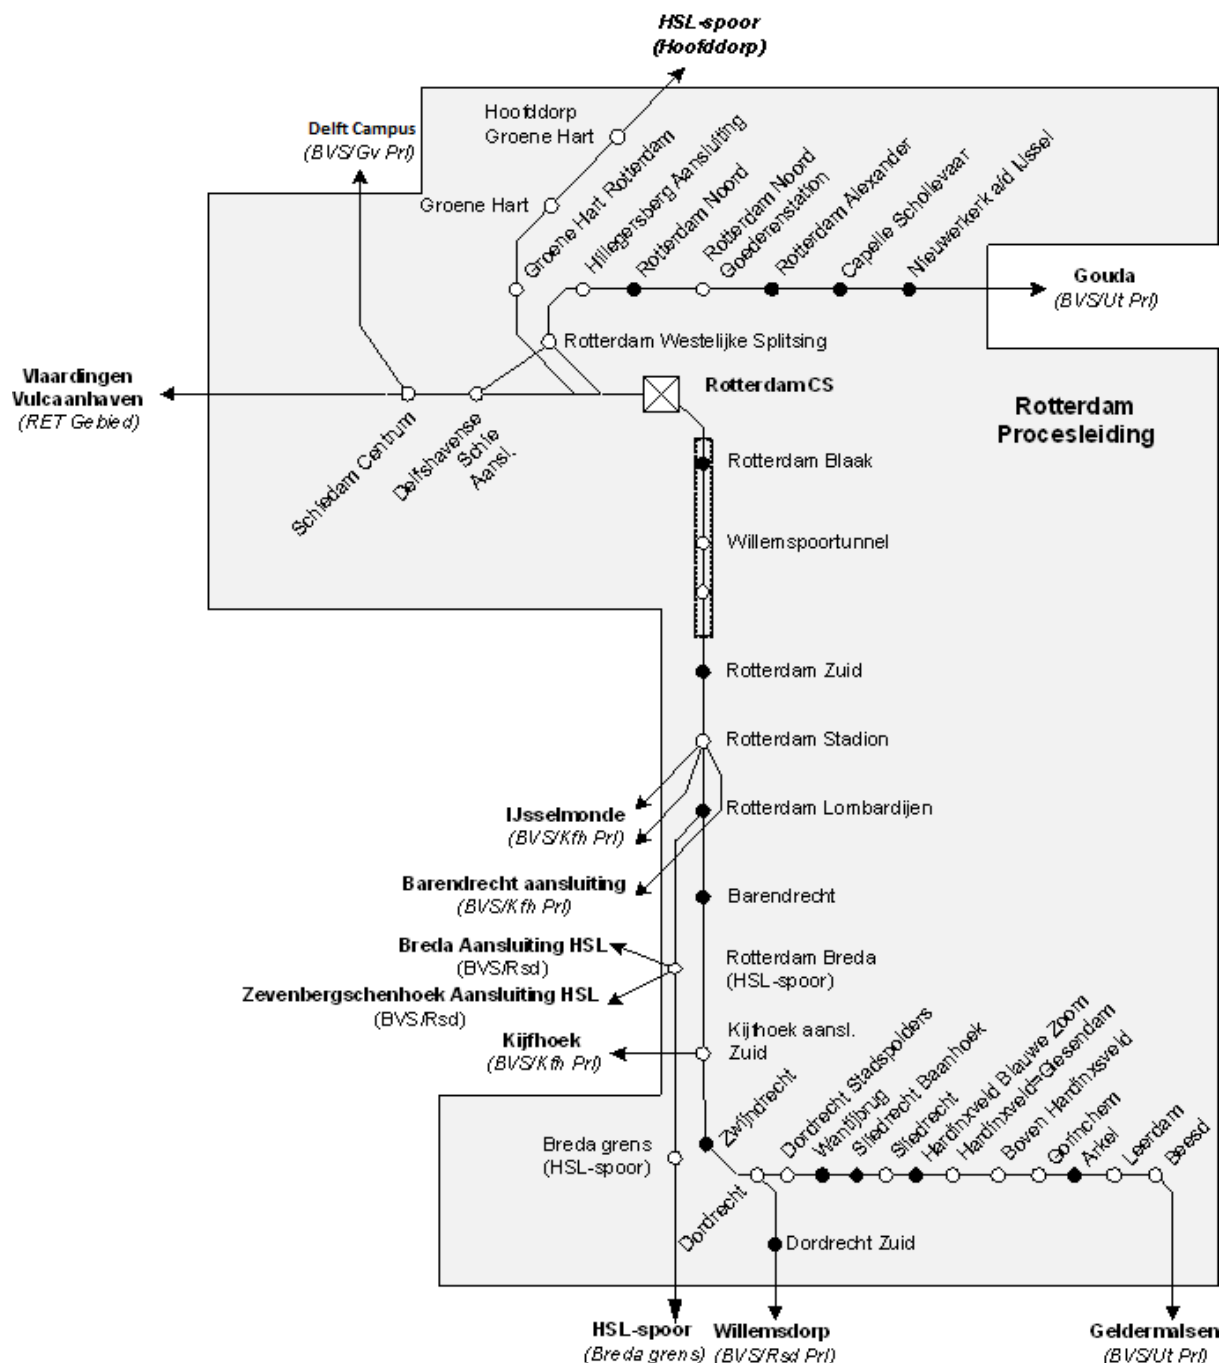 HSL-spoor
(Hoofddorp)
Delft Campus
(BVS/Gv Prl)
Hoofddorp
Groene Hart
Groene Hart
Groene Hart Rotterdam
Hillegersberg Aansluiting
Rotterdam Noord
Rotterdam Noord
Goederenstation
Rotterdam Alexander
Capelle Schollevaar
Nieuwerkerk a/d IJssel
Gouda
(BVS/Ut Prl)
Rotterdam Westelijke Splitsing
Vlaardingen
Vulcaanhaven
(RET Gebied)
Rotterdam CS
Rotterdam
Procesleiding
Schiedam Centrum
Delfshavense
Schie
Aansl.
Rotterdam Blaak
Willemspoortunnel
Rotterdam Zuid
Rotterdam Stadion
IJsselmonde
(BVS/Kfh Prl)
Rotterdam Lombardijen
Barendrecht aansluiting
(BVS/Kfh Prl)
Barendrecht
Breda Aansluiting HSL
(BVS/Rsd)
Rotterdam Breda
(HSL-spoor)
Zevenbergschenhoek Aansluiting HSL
(BVS/Rsd)
Kijfhoek
(BVS/Kfh Prl)
Kijfhoek aansl.
Zuid
Zwijndrecht
Dordrecht Stadspolders
Wantijbrug
Sliedrecht Baanhoek
Sliedrecht
Hardinxveld Blauwe Zoom
Hardinxveld=Giesendam
Boven Hardinxsveld
Gorinchem
Arkel
Leerdam
Beesd
Breda grens
(HSL-spoor)
Dordrecht
Dordrecht Zuid
HSL-spoor
(Breda grens)
Willemsdorp
(BVS/Rsd Prl)
Geldermalsen
(BVS/Ut Prl)